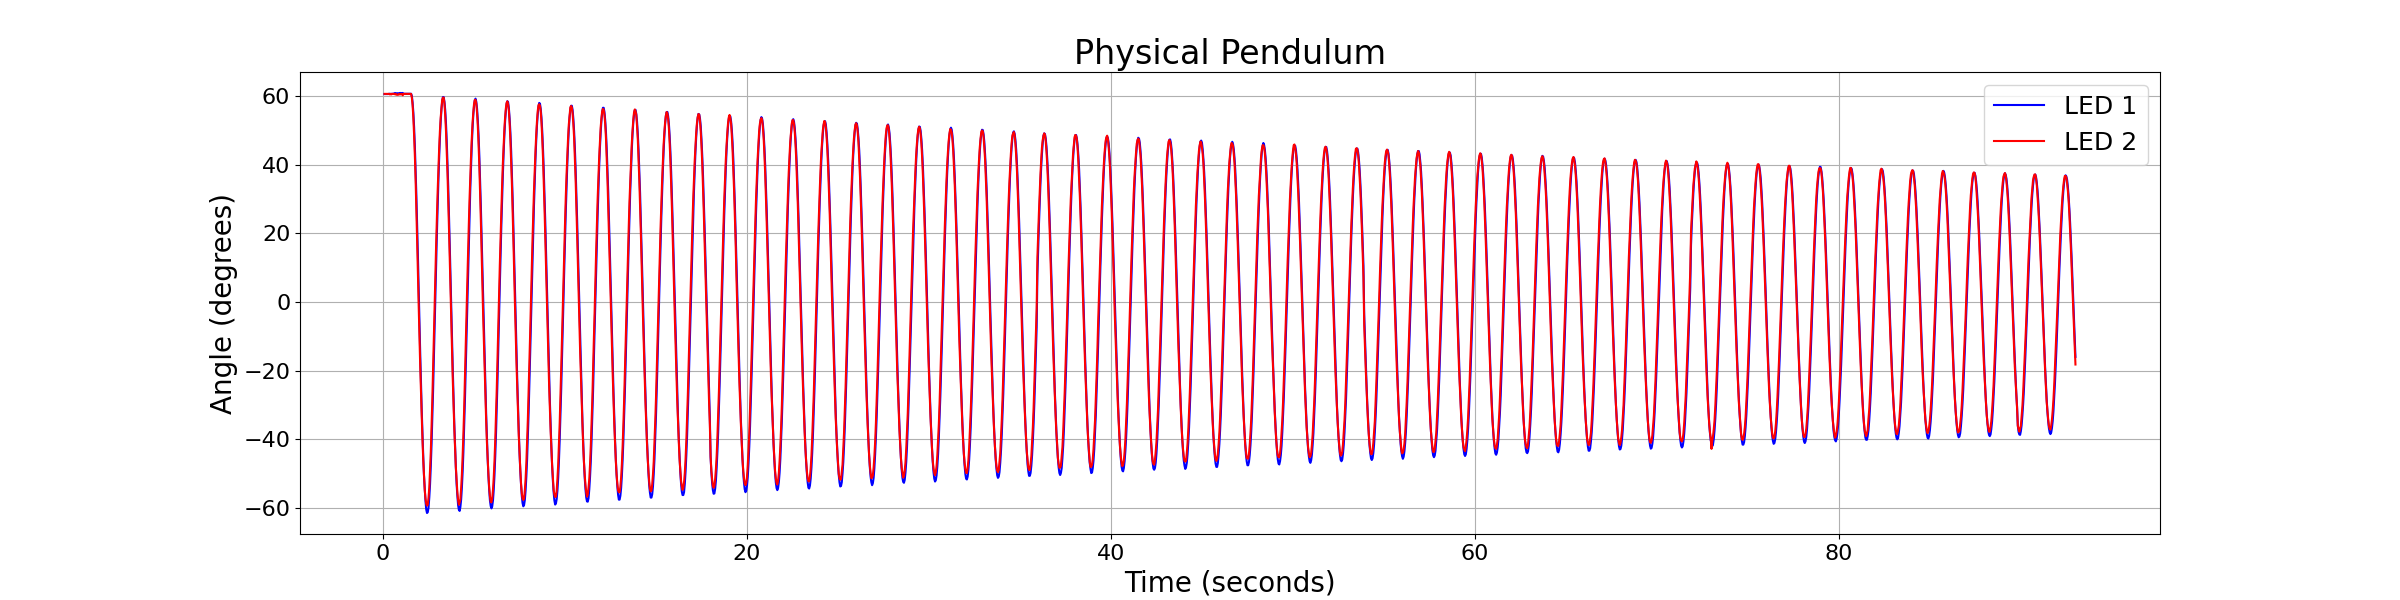 Physical Pendulum
LED 1
LED 2
Angle (degrees)
60
40
20
0
−20
−40
−60
0 20 40 60 80
Time (seconds)